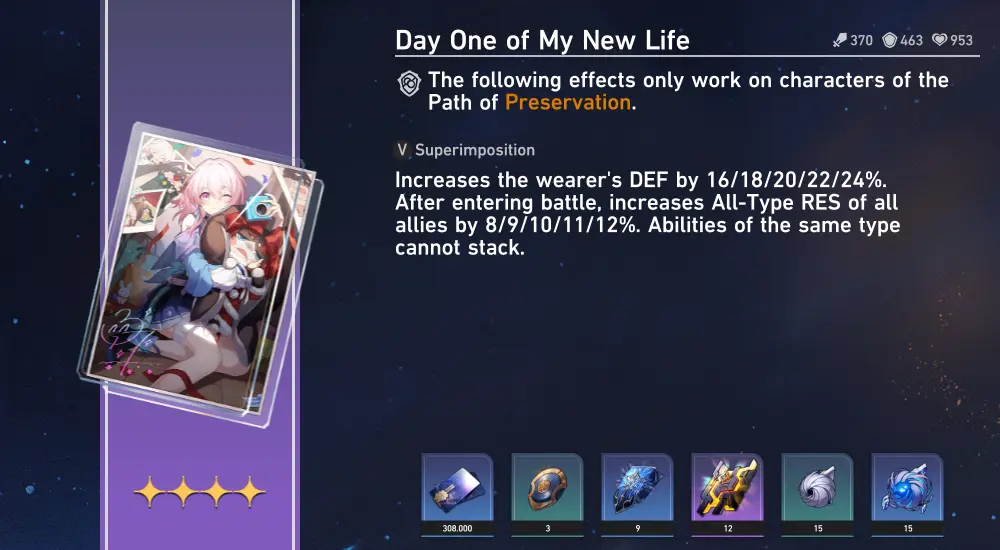 Day One of My New Life
370 463 953
The following effects only work on characters of the
Path of Preservation.
V Superimposition
Increases the wearer's DEF by 16/18/20/22/24%.
After entering battle, increases All-Type RES of all
allies by 8/9/10/11/12%. Abilities of the same type
cannot stack.
308.000 3 9 12 15 15